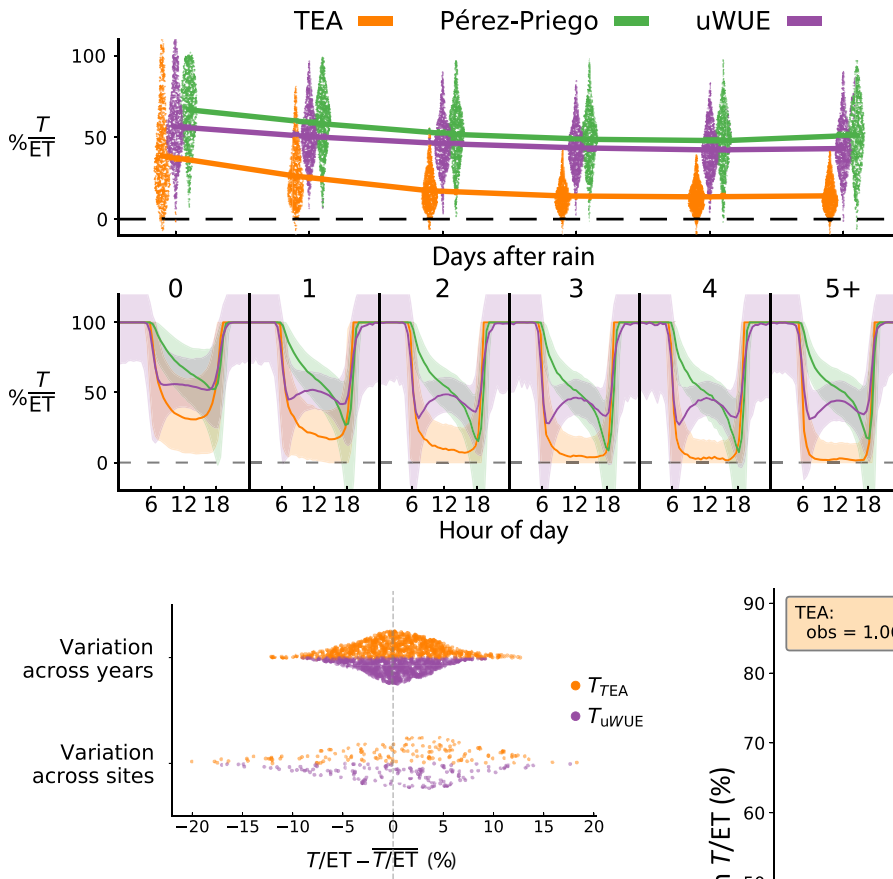 TEA Pérez-Priego uWUE
100
50
0
% T/ET
Days after rain
0 1 2 3 4 5+
100
50
0
% T/ET
6 12 18 6 12 18 6 12 18 6 12 18 6 12 18 6 12 18
Hour of day
Variation
across years
Variation
across sites
T_TEA
T_uWUE
−20 −15 −10 −5 0 5 10 15 20
T/ET − T/ET (%)
90
80
70
60
50
n T/ET (%)
TEA:
obs = 1.0